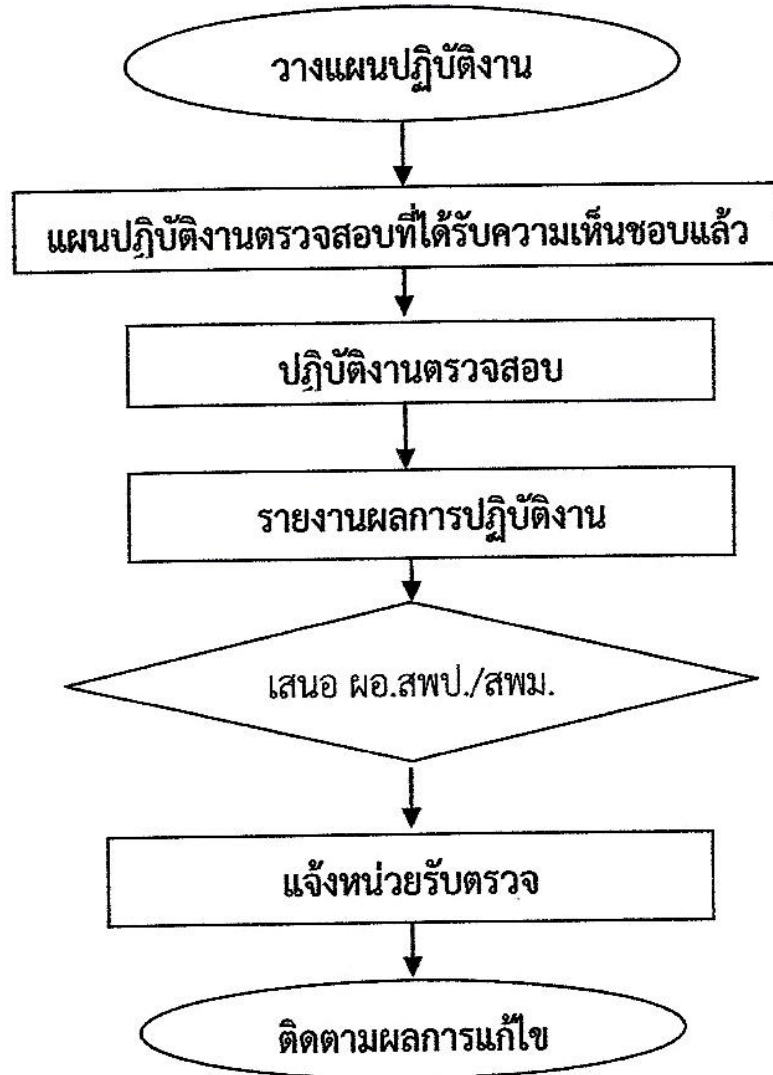 วางแผนปฏิบัติงาน
แผนปฏิบัติงานตรวจสอบที่ได้รับความเห็นชอบแล้ว
ปฏิบัติงานตรวจสอบ
รายงานผลการปฏิบัติงาน
เสนอ ผอ.สพป./สพม.
แจ้งหน่วยรับตรวจ
ติดตามผลการแก้ไข